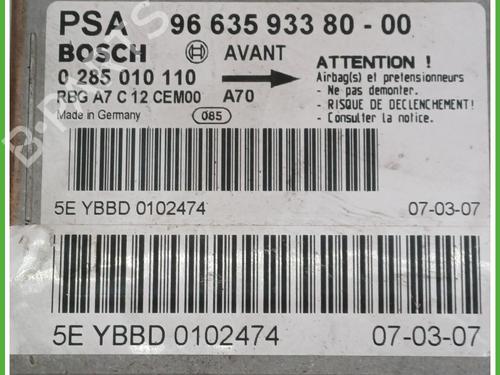 PSA 96 635 933 80 - 00
BOSCH AVANT
0 285 010 110
RBG A7 C 12 CEM00 A70
Made in Germany 085
ATTENTION !
Airbag(s) et pretensionneurs
- Ne pas demonter.
- RISQUE DE DECLENCHEMENT!
- Consulter la notice.
5E YBBD 0102474 07-03-07
5E YBBD 0102474 07-03-07
B-PARTS